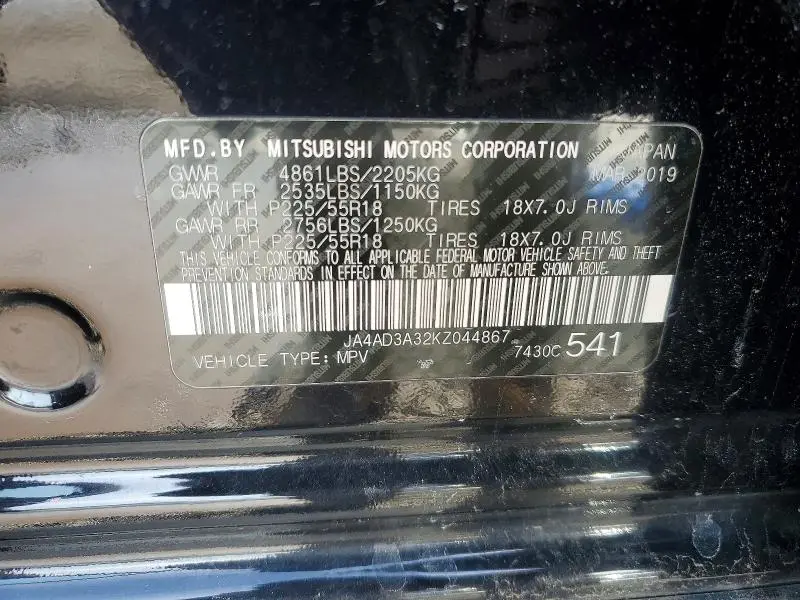 MFD.BY MITSUBISHI MOTORS CORPORATION JAPAN
GVWR 4861LBS/2205KG MAR. 2019
GAWR FR 2535LBS/1150KG
WITH P225/55R18 TIRES 18X7.0J RIMS
GAWR RR 2756LBS/1250KG
WITH P225/55R18 TIRES 18X7.0J RIMS
THIS VEHICLE CONFORMS TO ALL APPLICABLE FEDERAL MOTOR VEHICLE SAFETY AND THEFT
PREVENTION STANDARDS IN EFFECT ON THE DATE OF MANUFACTURE SHOWN ABOVE.
JA4AD3A32KZ044867
VEHICLE TYPE: MPV 7430C 541